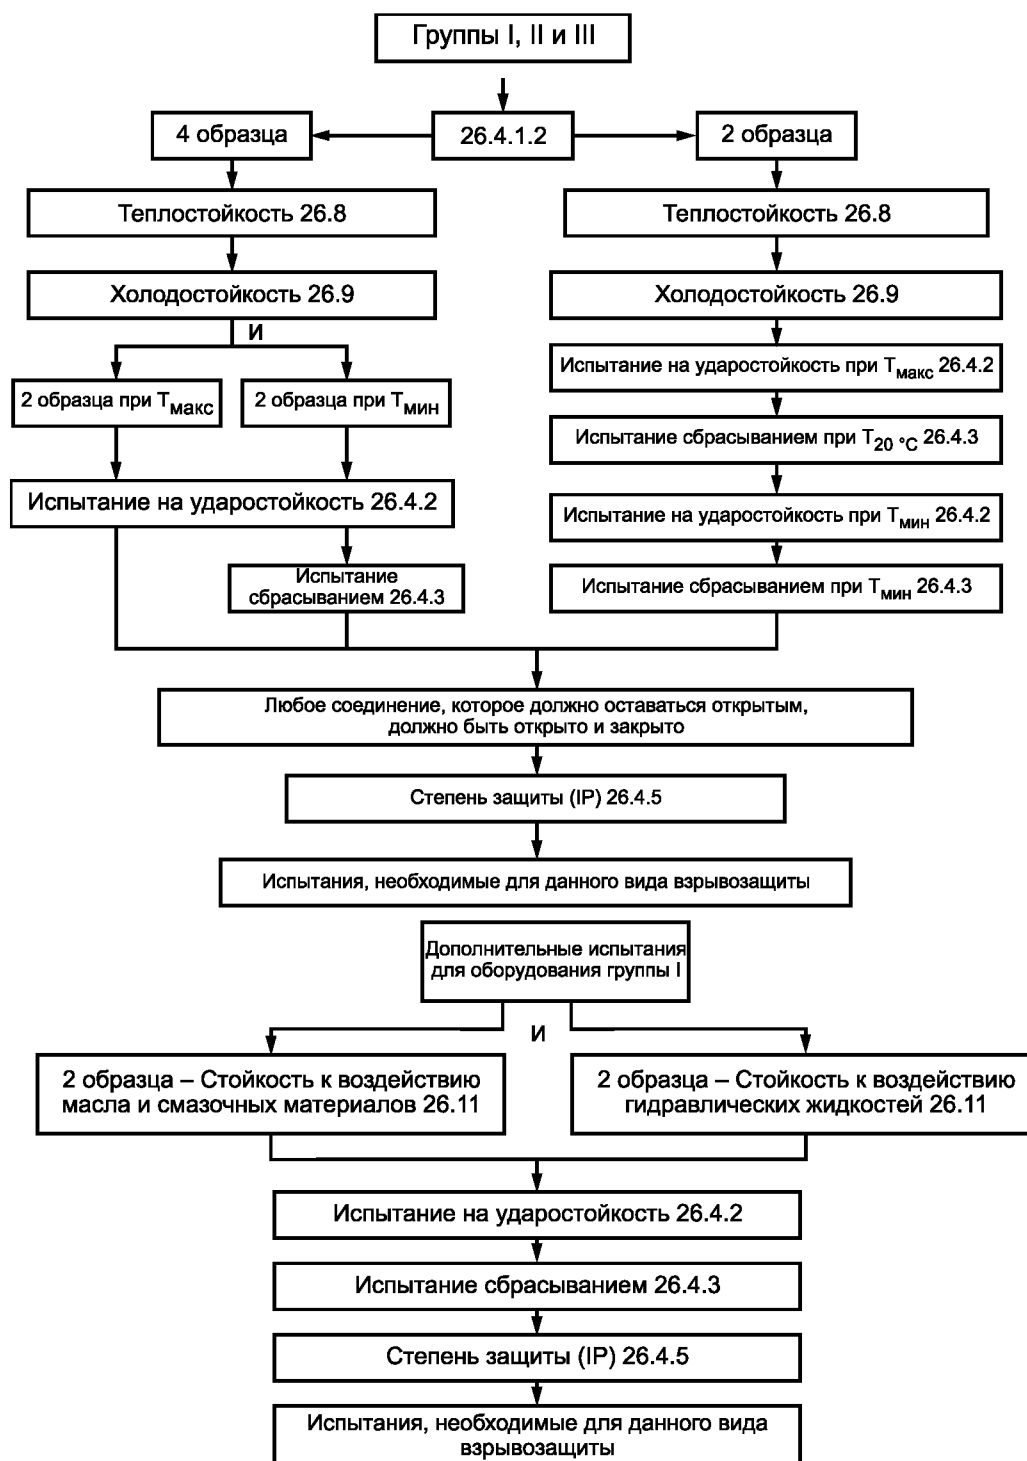 Группы I, II и III
4 образца
26.4.1.2
2 образца
Теплостойкость 26.8
Теплостойкость 26.8
Холодостойкость 26.9
Холодостойкость 26.9
И
Испытание на ударостойкость при Тмакс 26.4.2
2 образца при Тмакс
2 образца при Тмин
Испытание сбрасыванием при Т20 °С 26.4.3
Испытание на ударостойкость 26.4.2
Испытание на ударостойкость при Тмин 26.4.2
Испытание
сбрасыванием 26.4.3
Испытание сбрасыванием при Тмин 26.4.3
Любое соединение, которое должно оставаться открытым,
должно быть открыто и закрыто
Степень защиты (IP) 26.4.5
Испытания, необходимые для данного вида взрывозащиты
Дополнительные испытания
для оборудования группы I
И
2 образца – Стойкость к воздействию
масла и смазочных материалов 26.11
2 образца – Стойкость к воздействию
гидравлических жидкостей 26.11
Испытание на ударостойкость 26.4.2
Испытание сбрасыванием 26.4.3
Степень защиты (IP) 26.4.5
Испытания, необходимые для данного вида
взрывозащиты